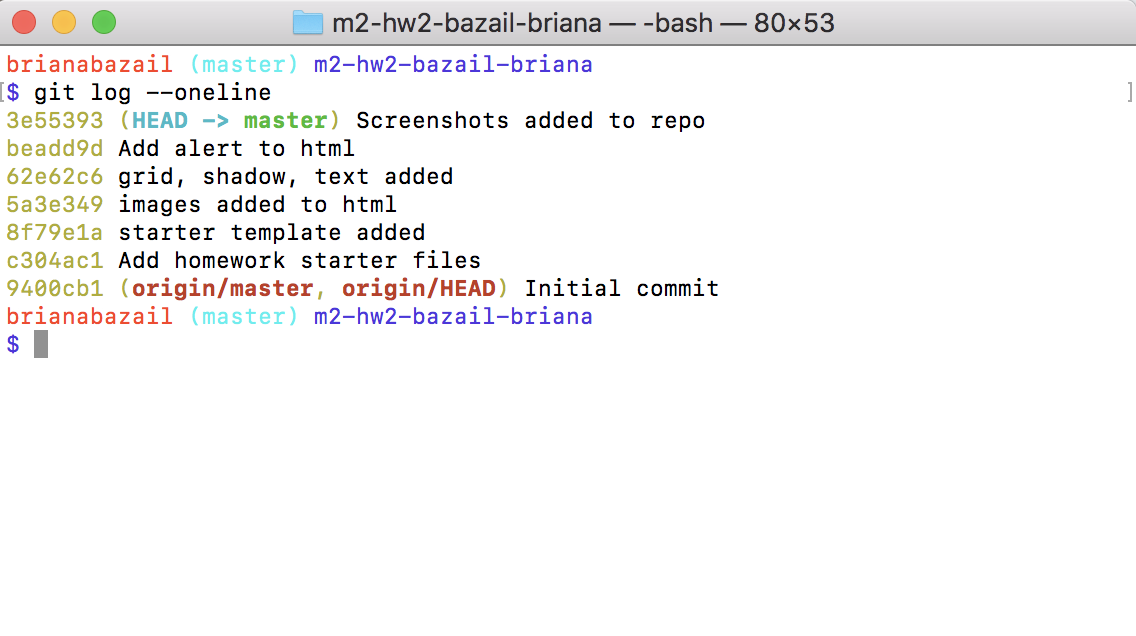 m2-hw2-bazail-briana — -bash — 80×53
brianabazail (master) m2-hw2-bazail-briana
[$ git log --oneline ]
3e55393 (HEAD -> master) Screenshots added to repo
beadd9d Add alert to html
62e62c6 grid, shadow, text added
5a3e349 images added to html
8f79e1a starter template added
c304ac1 Add homework starter files
9400cb1 (origin/master, origin/HEAD) Initial commit
brianabazail (master) m2-hw2-bazail-briana
$